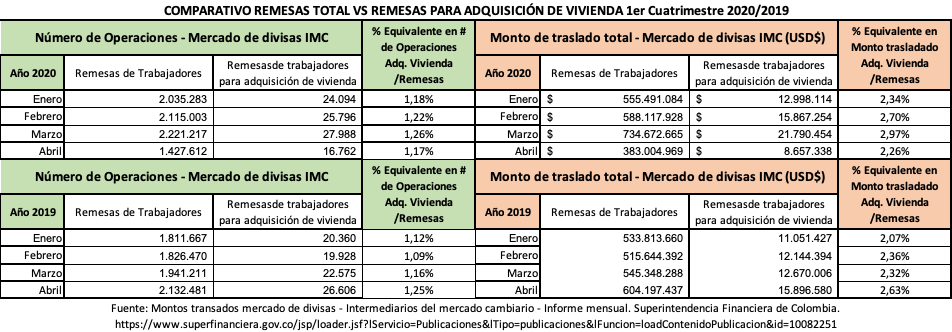 COMPARATIVO REMESAS TOTAL VS REMESAS PARA ADQUISICIÓN DE VIVIENDA 1er Cuatrimestre 2020/2019
Número de Operaciones - Mercado de divisas IMC
% Equivalente en #
de Operaciones
Adq. Vivienda
/Remesas
Monto de traslado total - Mercado de divisas IMC (USD$)
% Equivalente en
Monto trasladado
Adq. Vivienda
/Remesas
Año 2020 Remesas de Trabajadores Remesasde trabajadores
para adquisición de vivienda
Año 2020 Remesas de Trabajadores Remesasde trabajadores
para adquisición de vivienda
Enero 2.035.283 24.094 1,18% Enero $ 555.491.084 $ 12.998.114 2,34%
Febrero 2.115.003 25.796 1,22% Febrero $ 588.117.928 $ 15.867.254 2,70%
Marzo 2.221.217 27.988 1,26% Marzo $ 734.672.665 $ 21.790.454 2,97%
Abril 1.427.612 16.762 1,17% Abril $ 383.004.969 $ 8.657.338 2,26%
Número de Operaciones - Mercado de divisas IMC
% Equivalente en #
de Operaciones
Adq. Vivienda
/Remesas
Monto de traslado total - Mercado de divisas IMC (USD$)
% Equivalente en
Monto trasladado
Adq. Vivienda
/Remesas
Año 2019 Remesas de Trabajadores Remesasde trabajadores
para adquisición de vivienda
Año 2019 Remesas de Trabajadores Remesasde trabajadores
para adquisición de vivienda
Enero 1.811.667 20.360 1,12% Enero 533.813.660 11.051.427 2,07%
Febrero 1.826.470 19.928 1,09% Febrero 515.644.392 12.144.394 2,36%
Marzo 1.941.211 22.575 1,16% Marzo 545.348.288 12.670.006 2,32%
Abril 2.132.481 26.606 1,25% Abril 604.197.437 15.896.580 2,63%
Fuente: Montos transados mercado de divisas - Intermediarios del mercado cambiario - Informe mensual. Superintendencia Financiera de Colombia.
https://www.superfinanciera.gov.co/jsp/loader.jsf?lServicio=Publicaciones&lTipo=publicaciones&lFuncion=loadContenidoPublicacion&id=10082251